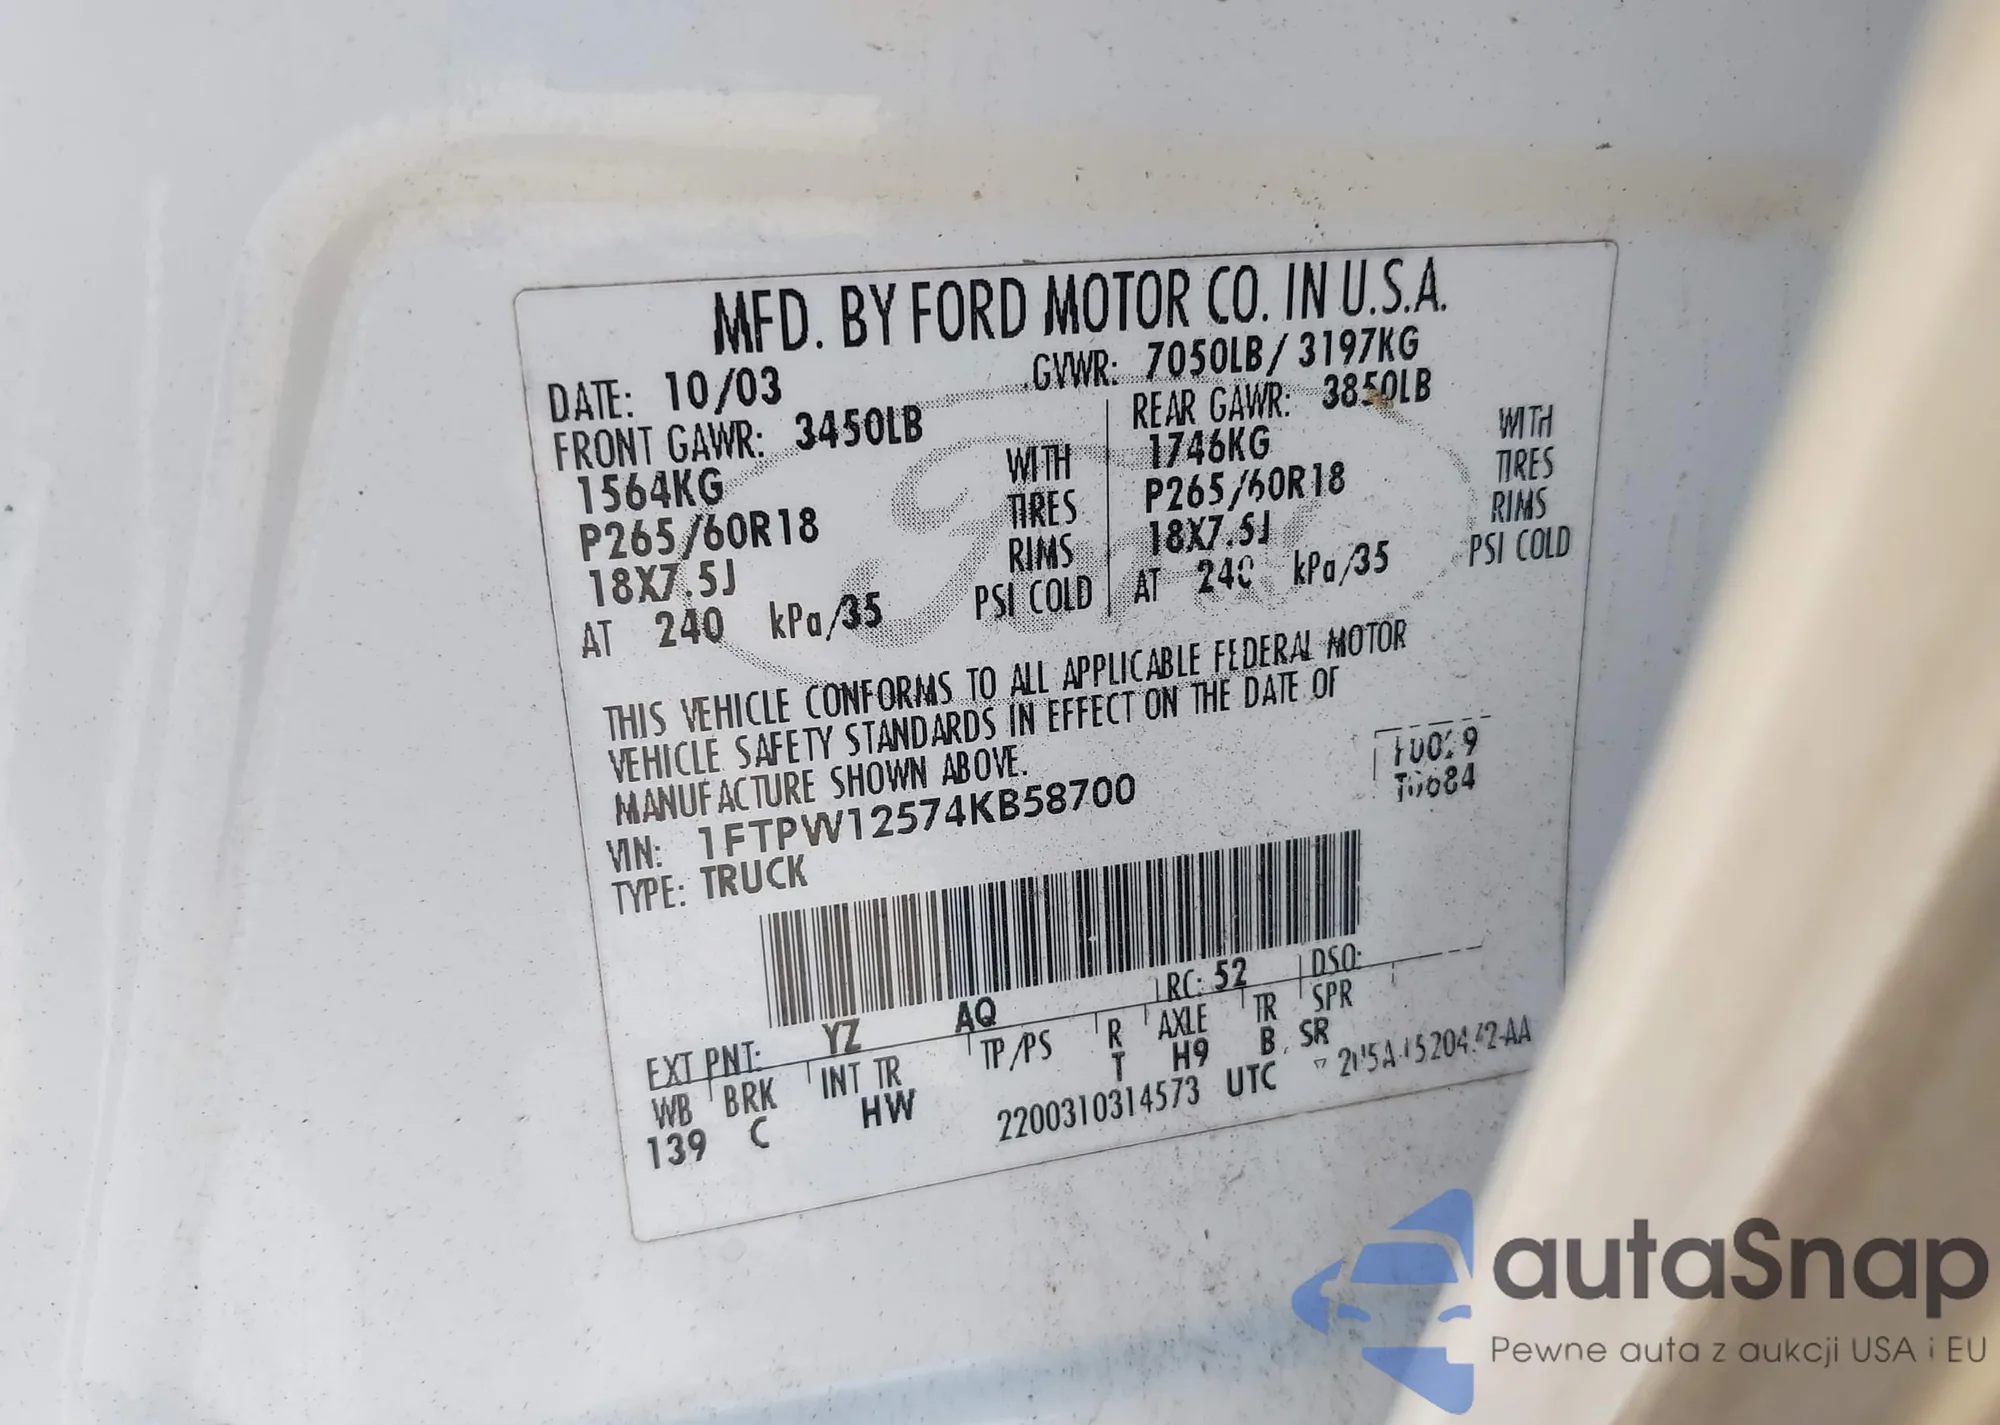 MFD. BY FORD MOTOR CO. IN U.S.A.
DATE: 10/03 GVWR: 7050LB/ 3197KG
FRONT GAWR: 3450LB REAR GAWR: 3850LB
1564KG WITH 1746KG WITH
P265/60R18 TIRES P265/60R18 TIRES
18X7.5J RIMS 18X7.5J RIMS
AT 240 kPa/35 PSI COLD AT 240 kPa/35 PSI COLD
THIS VEHICLE CONFORMS TO ALL APPLICABLE FEDERAL MOTOR
VEHICLE SAFETY STANDARDS IN EFFECT ON THE DATE OF
MANUFACTURE SHOWN ABOVE.
VIN: 1FTPW12574KB58700
TYPE: TRUCK
EXT PNT: YZ AQ RC: 52 DSO:
WB BRK INT TR TP/PS R AXLE TR SPR
139 C HW T H9 B SR
2200310314573 UTC
autaSnap
Pewne auta z aukcji USA i EU